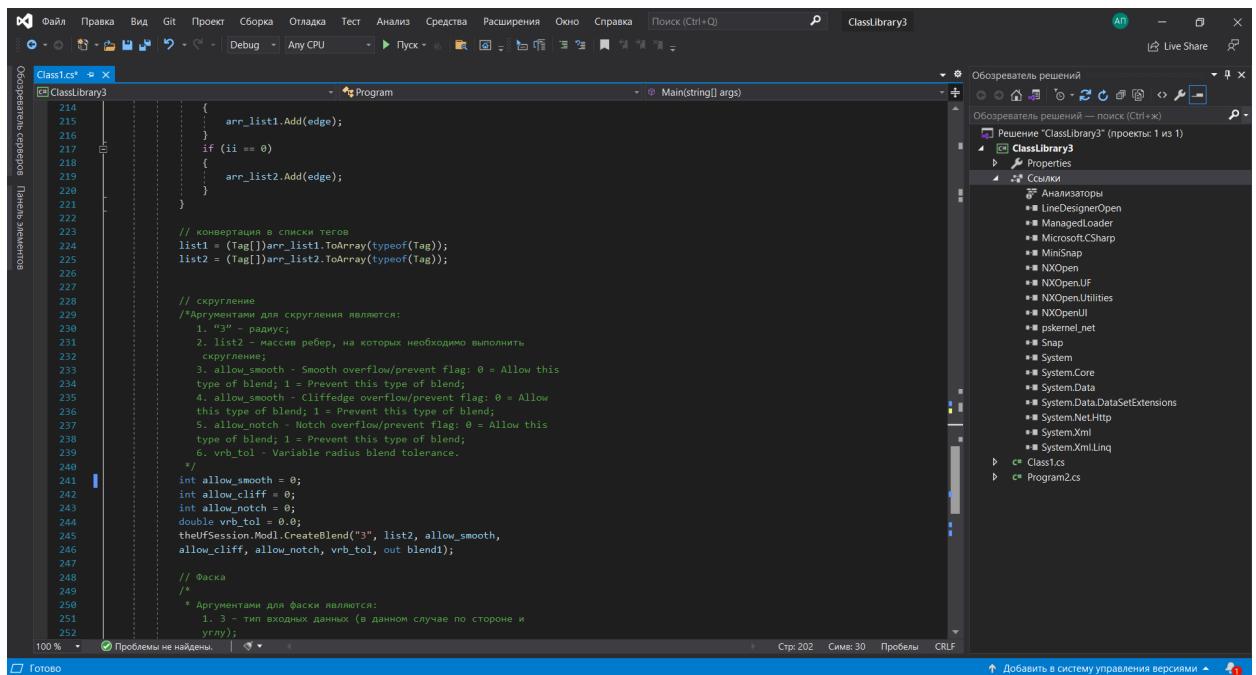 Файл Правка Вид Git Проект Сборка Отладка Тест Анализ Средства Расширения Окно Справка Поиск (Ctrl+Q) ClassLibrary3 АП
Debug Any CPU Пуск Live Share
Обозреватель серверов
Панель элементов
Class1.cs*
ClassLibrary3 Program Main(string[] args)
214 {
215 arr_list1.Add(edge);
216 }
217 if (ii == 0)
218 {
219 arr_list2.Add(edge);
220 }
221 }
222
223 // конвертация в списки тегов
224 list1 = (Tag[])arr_list1.ToArray(typeof(Tag));
225 list2 = (Tag[])arr_list2.ToArray(typeof(Tag));
226
227
228 // скругление
229 /*Аргументами для скругления являются:
230 1. “3” – радиус;
231 2. list2 – массив ребер, на которых необходимо выполнить
232 скругление;
233 3. allow_smooth - Smooth overflow/prevent flag: 0 = Allow this
234 type of blend; 1 = Prevent this type of blend;
235 4. allow_smooth - Cliffedge overflow/prevent flag: 0 = Allow
236 this type of blend; 1 = Prevent this type of blend;
237 5. allow_notch - Notch overflow/prevent flag: 0 = Allow this
238 type of blend; 1 = Prevent this type of blend;
239 6. vrb_tol - Variable radius blend tolerance.
240 */
241 int allow_smooth = 0;
242 int allow_cliff = 0;
243 int allow_notch = 0;
244 double vrb_tol = 0.0;
245 theUfSession.Modl.CreateBlend("3", list2, allow_smooth,
246 allow_cliff, allow_notch, vrb_tol, out blend1);
247
248 // Фаска
249 /*
250 * Аргументами для фаски являются:
251 1. 3 – тип входных данных (в данном случае по стороне и
252 углу);
100 % Проблемы не найдены. Стр: 202 Симв: 30 Пробелы CRLF
Обозреватель решений
Обозреватель решений — поиск (Ctrl+ж)
Решение "ClassLibrary3" (проекты: 1 из 1)
ClassLibrary3
Properties
Ссылки
Анализаторы
LineDesignerOpen
ManagedLoader
Microsoft.CSharp
MiniSnap
NXOpen
NXOpen.UF
NXOpen.Utilities
NXOpenUI
pskernel_net
Snap
System
System.Core
System.Data
System.Data.DataSetExtensions
System.Net.Http
System.Xml
System.Xml.Linq
C# Class1.cs
C# Program2.cs
Готово Добавить в систему управления версиями 1